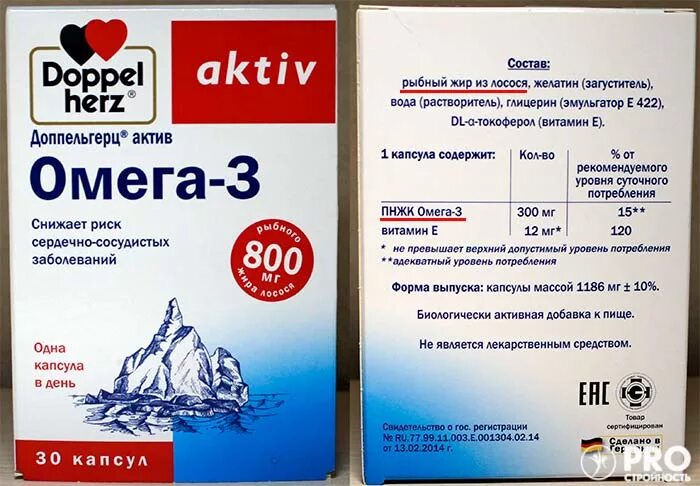 Doppel
herz®
aktiv
Доппельгерц® актив
Омега-3
Снижает риск
сердечно-сосудистых
заболеваний
рыбного
800
мг
жира лосося
Одна
капсула
в день
30 капсул
Состав:
рыбный жир из лосося, желатин (загуститель),
вода (растворитель), глицерин (эмульгатор Е 422),
DL-α-токоферол (витамин Е).
1 капсула содержит: Кол-во % от
рекомендуемого
уровня суточного
потребления
ПНЖК Омега-3 300 мг 15**
витамин Е 12 мг* 120
* не превышает верхний допустимый уровень потребления
**адекватный уровень потребления
Форма выпуска: капсулы массой 1186 мг ± 10%.
Биологически активная добавка к пище.
Не является лекарственным средством.
ЕАС
Товар
сертифицирован
Свидетельство о гос. регистрации
№ RU.77.99.11.003.Е.001304.02.14
от 13.02.2014 г.
Сделано в
Германии
PRO
СТРОЙНОСТЬ